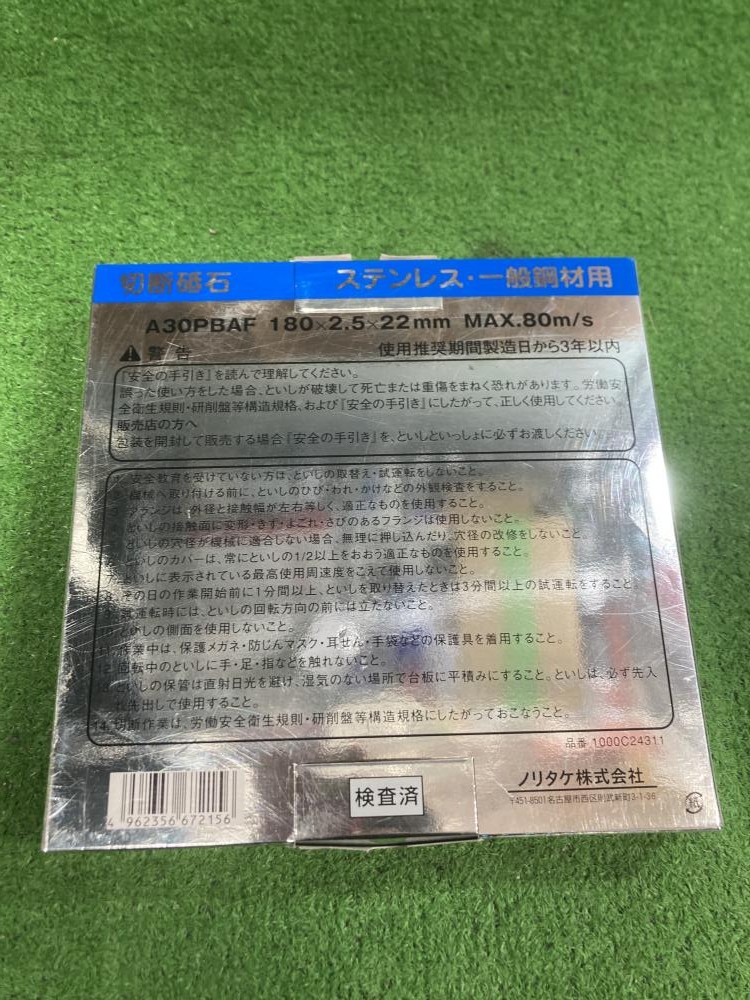 切断砥石 ステンレス・一般鋼材用
A30PBAF 180×2.5×22mm MAX.80m/s
警告 使用推奨期間製造日から3年以内
『安全の手引き』を読んで理解してください。
誤った使い方をした場合、といしが破壊して死亡または重傷をまねく恐れがあります。労働安
全衛生規則・研削盤等構造規格、および『安全の手引き』にしたがって、正しく使用してください。
販売店の方へ
包装を開封して販売する場合『安全の手引き』を、といしといっしょに必ずお渡しください。
安全教育を受けていない方は、といしの取替え・試運転をしないこと。
機械へ取り付ける前に、といしのひび・われ・かけなどの外観検査をすること。
フランジは、外径と接触幅が左右等しく、適正なものを使用すること。
といしの接触面に変形・きず・よごれ・さびのあるフランジは使用しないこと。
といしの穴径が機械に適合しない場合、無理に押し込んだり、穴径の改修をしないこと。
といしのカバーは、常にといしの1/2以上をおおう適正なものを使用すること。
といしに表示されている最高使用周速度をこえて使用しないこと。
8. その日の作業開始前に1分間以上、といしを取り替えたときは3分間以上の試運転をすること。
9. 試運転時には、といしの回転方向の前には立たないこと。
といしの側面を使用しないこと。
11. 作業中は、保護メガネ・防じんマスク・耳せん・手袋などの保護具を着用すること。
12. 回転中のといしに手・足・指などを触れないこと。
13. といしの保管は直射日光を避け、湿気のない場所で台板に平積みにすること。といしは、必ず先入
れ先出しで使用すること。
14. 切断作業は、労働安全衛生規則・研削盤等構造規格にしたがっておこなうこと。
品番 1000C24311
4 962356 672156
検査済
ノリタケ株式会社
〒451-8501名古屋市西区則武新町3-1-36
紙